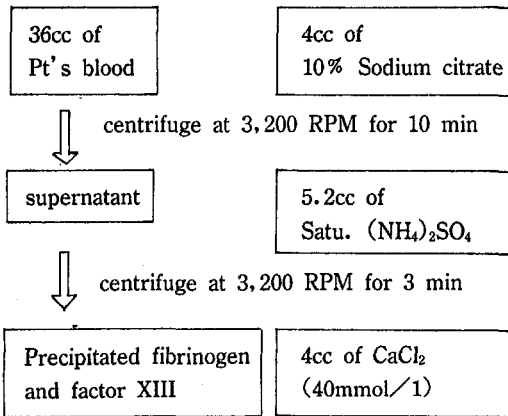 36cc of
Pt's blood
4cc of
10% Sodium citrate
centrifuge at 3,200 RPM for 10 min
supernatant
5.2cc of
Satu. (NH₄)₂SO₄
centrifuge at 3,200 RPM for 3 min
Precipitated fibrinogen
and factor XIII
4cc of CaCl₂
(40mmol/1)